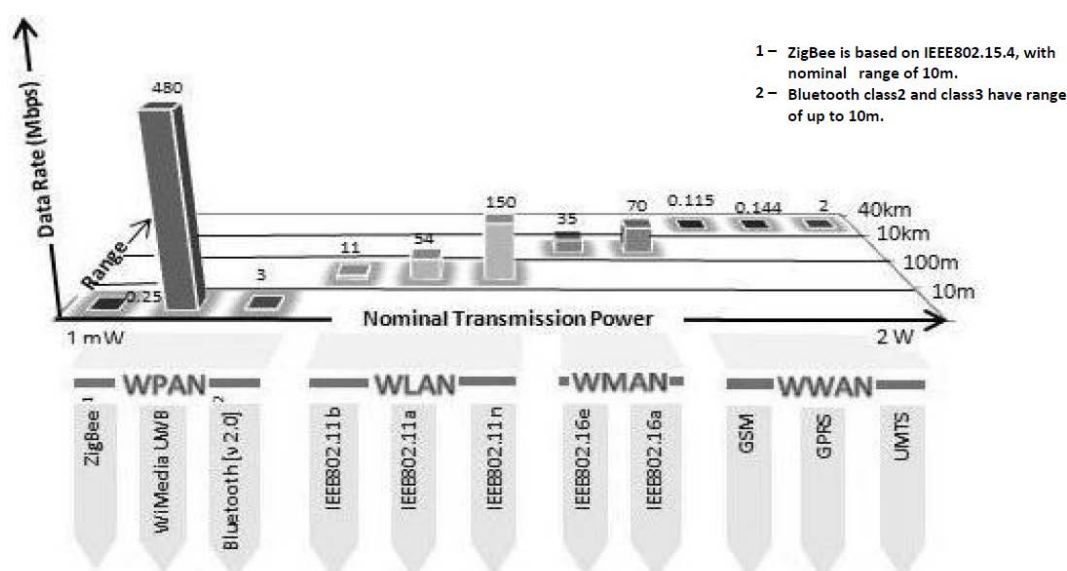 1 – ZigBee is based on IEEE802.15.4, with
nominal range of 10m.
2 – Bluetooth class2 and class3 have range
of up to 10m.
Data Rate (Mbps)
480
150
0.115
0.144
2
40km
35
70
10km
11
54
100m
Range
0.25
3
10m
Nominal Transmission Power
1 mW
2 W
WPAN
WLAN
WMAN
WWAN
ZigBee 1
WiMedia UWB
Bluetooth [v 2.0] 2
IEEE802.11b
IEEE802.11a
IEEE802.11n
IEEE802.16e
IEEE802.16a
GSM
GPRS
UMTS